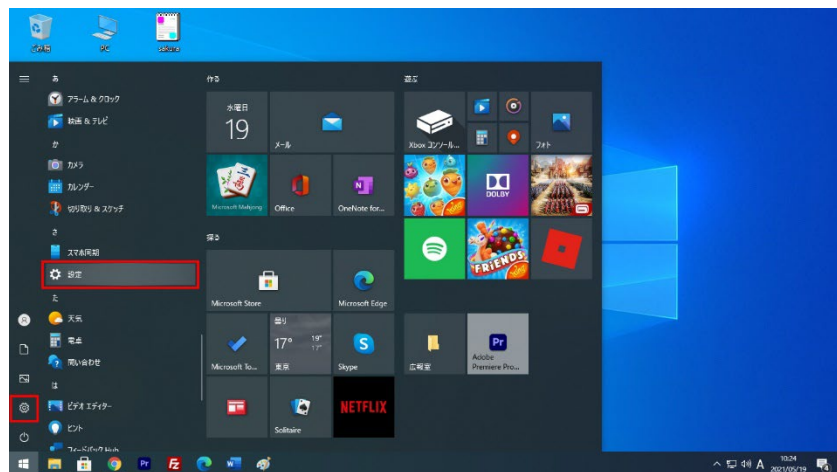 ごみ箱
PC
sakura
あ
アラーム & クロック
映画 & テレビ
か
カメラ
カレンダー
切り取り & スケッチ
さ
スマホ同期
設定
た
天気
電卓
問い合わせ
は
ビデオ エディター
ヒント
フィードバック Hub
作る
水曜日
19
メール
Microsoft Mahjong
Office
OneNote for...
探る
Microsoft Store
Microsoft Edge
Microsoft To...
曇り
17°
19°
17°
東京
Skype
Solitaire
NETFLIX
遊ぶ
Xbox コンソール...
フォト
DOLBY
FRIENDS
広報室
Pr
Adobe
Premiere Pro...
A
10:24
2021/05/19